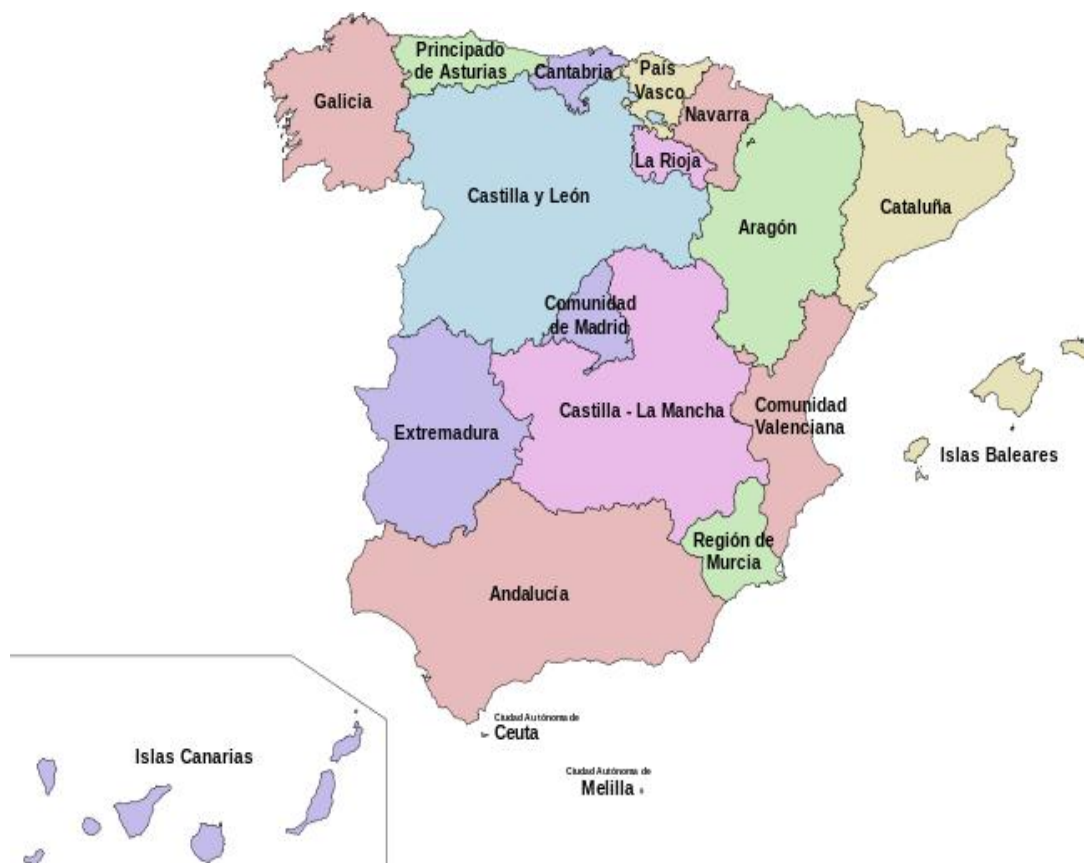 Principado
de Asturias
Cantabria
País
Vasco
Galicia
Navarra
La Rioja
Castilla y León
Cataluña
Aragón
Comunidad
de Madrid
Castilla - La Mancha
Comunidad
Valenciana
Extremadura
Islas Baleares
Región de
Murcia
Andalucía
Ciudad Autónoma de
Ceuta
Islas Canarias
Ciudad Autónoma de
Melilla